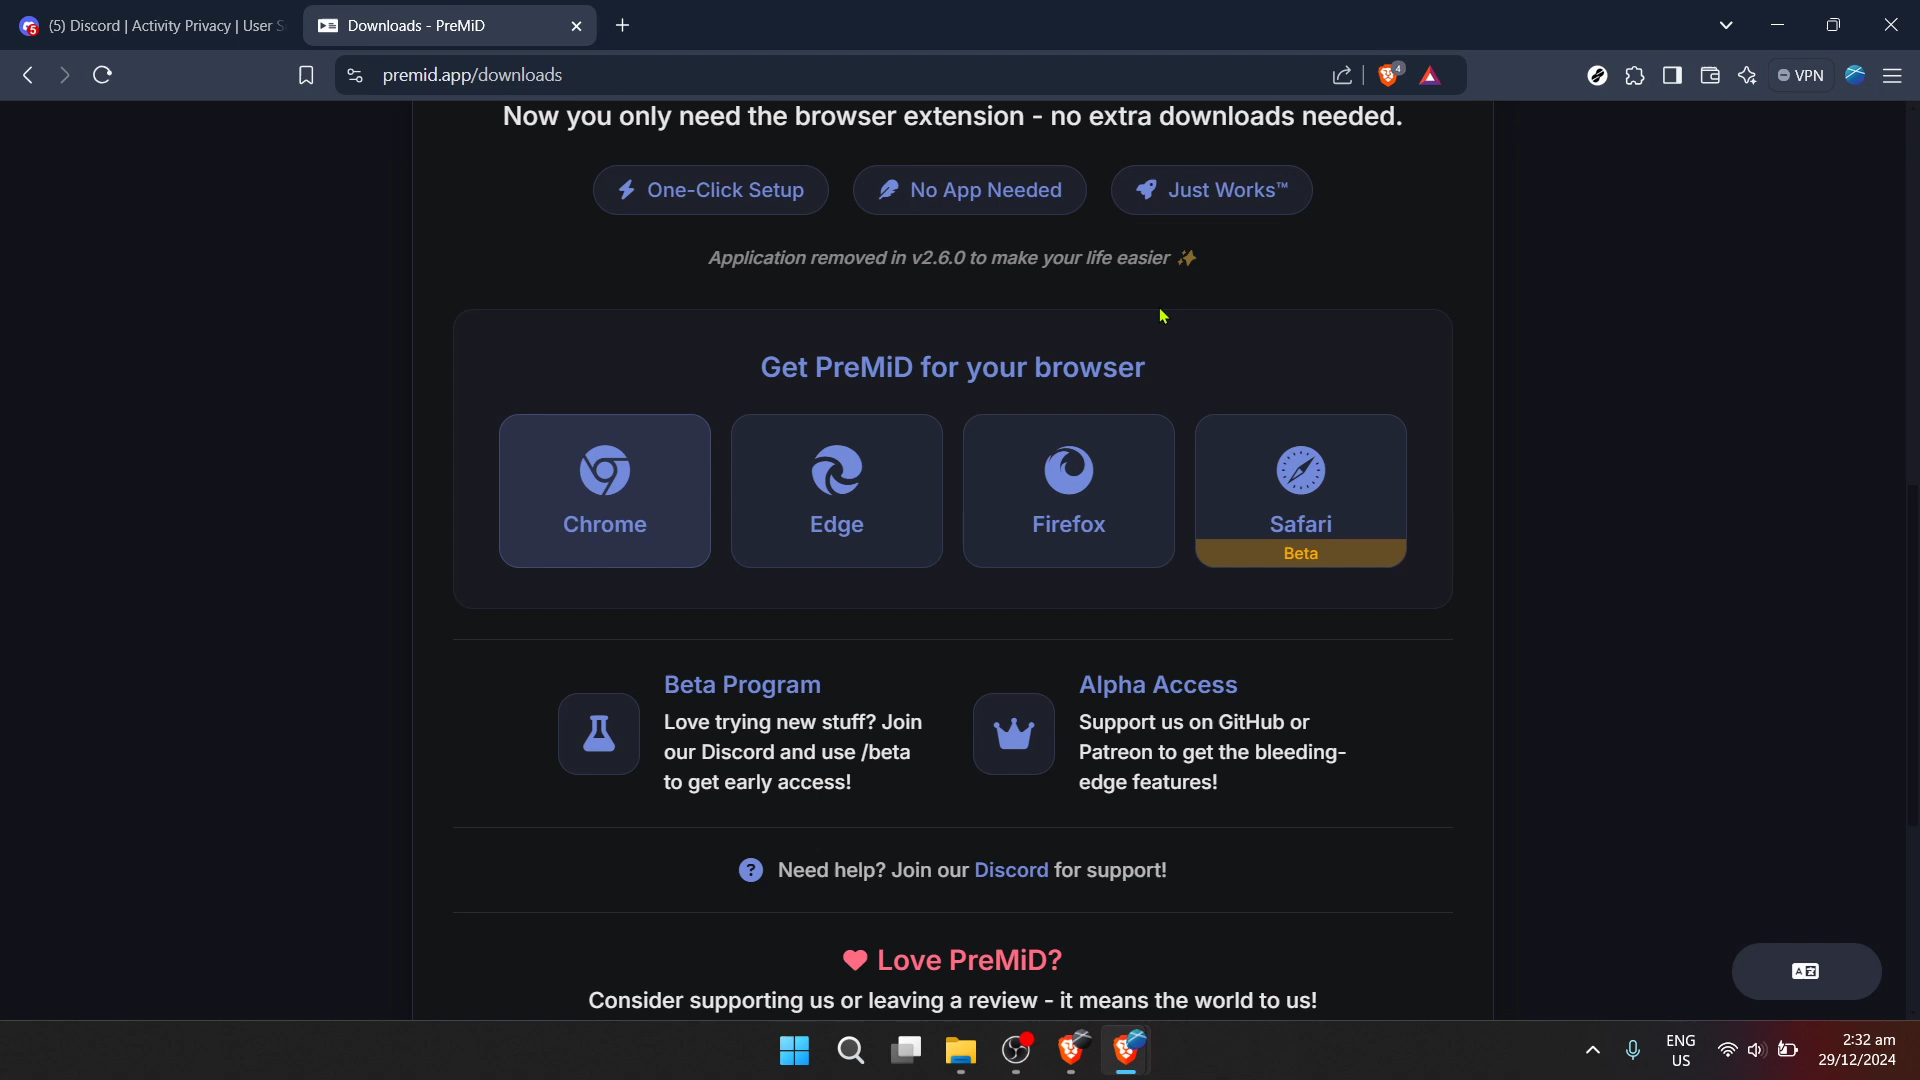 (5) Discord | Activity Privacy | User S
Downloads - PreMiD
premid.app/downloads
4
VPN
Now you only need the browser extension - no extra downloads needed.
One-Click Setup
No App Needed
Just Works™
Application removed in v2.6.0 to make your life easier ✨
Get PreMiD for your browser
Chrome
Edge
Firefox
Safari
Beta
Beta Program
Love trying new stuff? Join
our Discord and use /beta
to get early access!
Alpha Access
Support us on GitHub or
Patreon to get the bleeding-
edge features!
? Need help? Join our Discord for support!
Love PreMiD?
Consider supporting us or leaving a review - it means the world to us!
ENG
US
2:32 am
29/12/2024